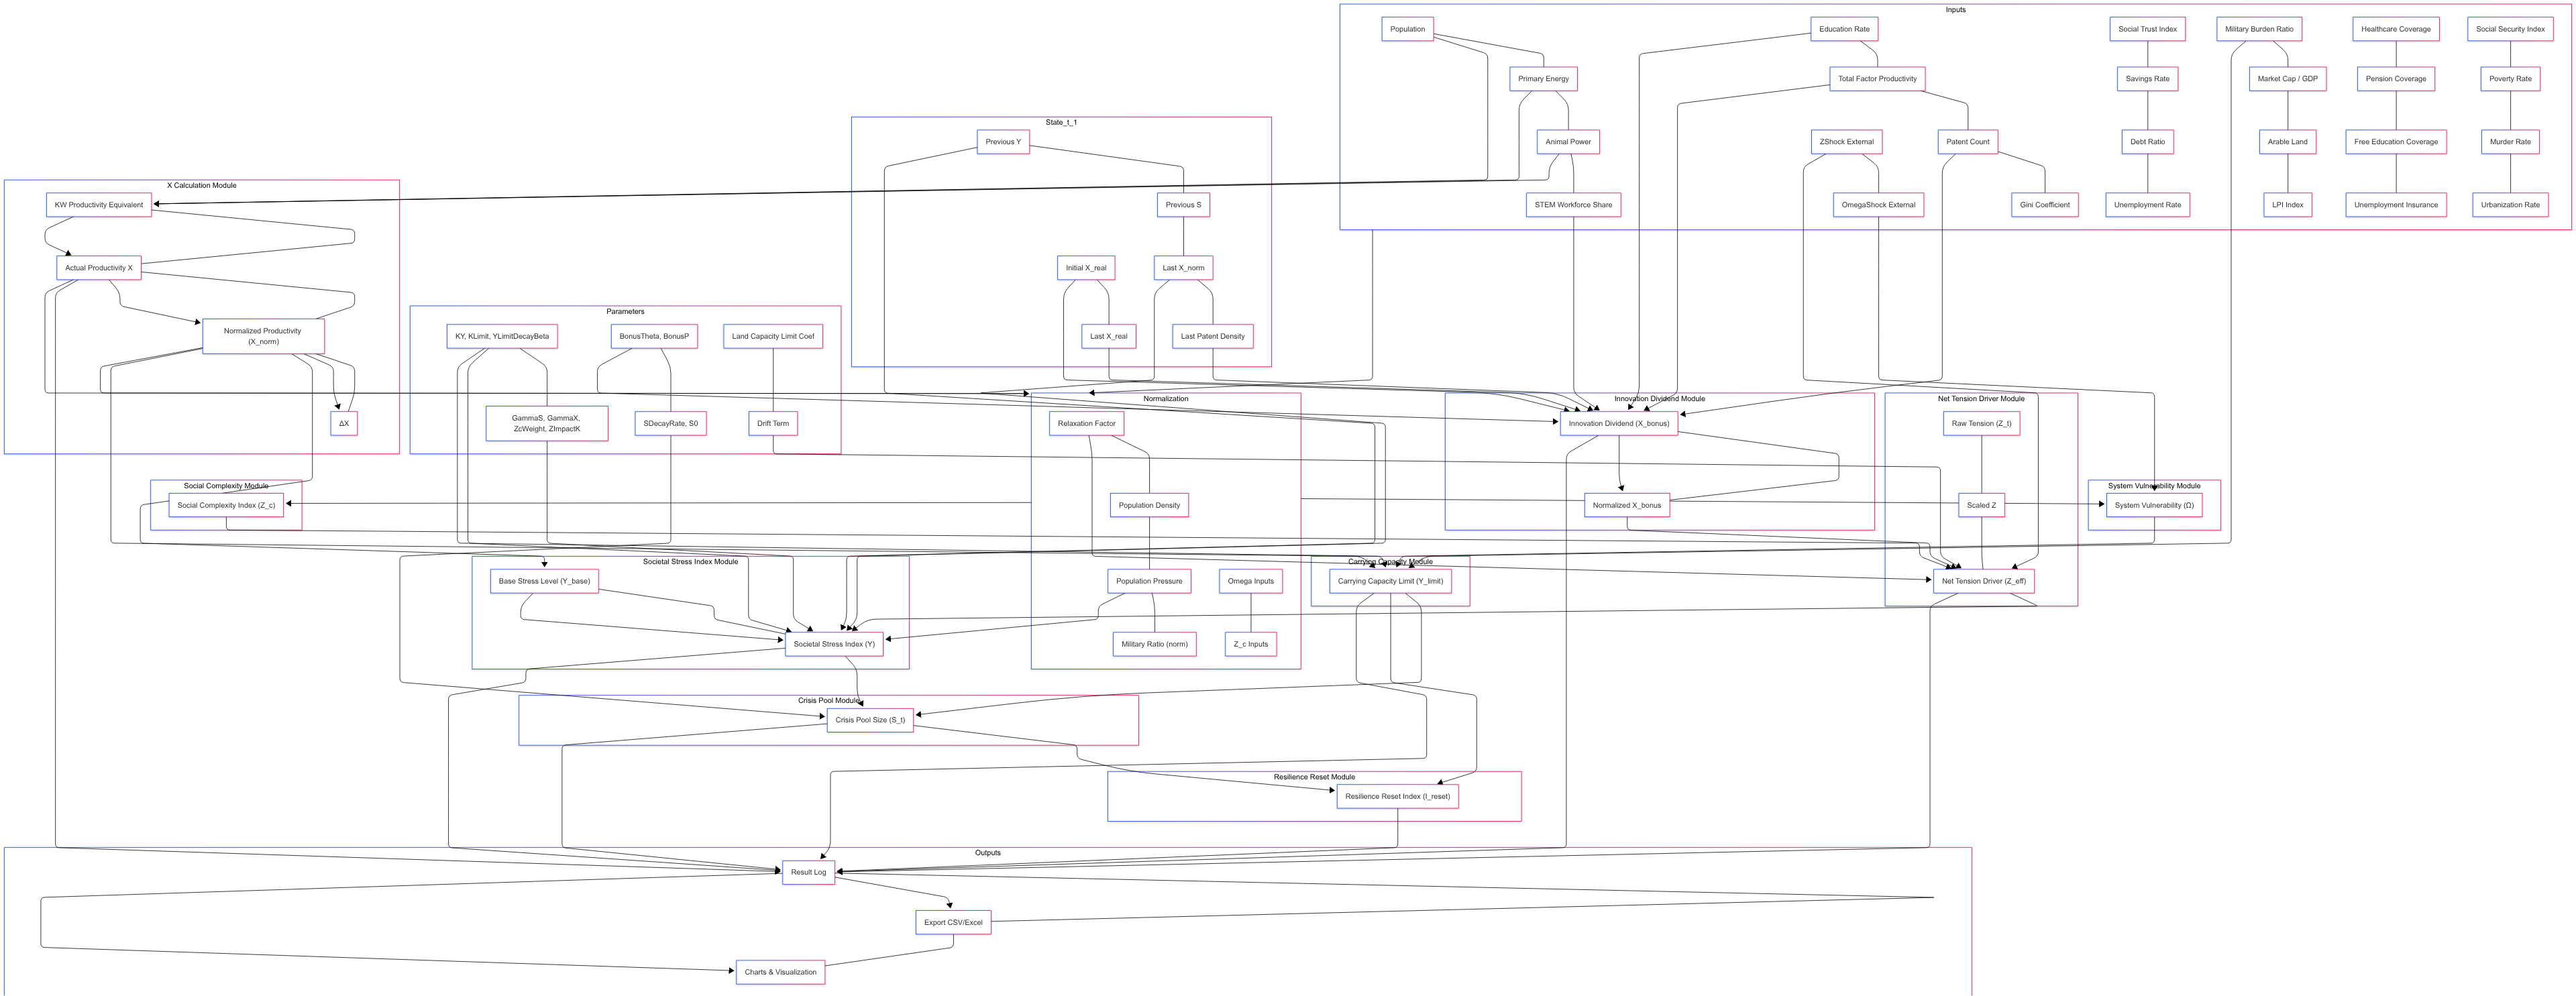 Inputs
Population
Education Rate
Social Trust Index
Military Burden Ratio
Healthcare Coverage
Social Security Index
Primary Energy
Total Factor Productivity
Savings Rate
Market Cap / GDP
Pension Coverage
Poverty Rate
Animal Power
ZShock External
Patent Count
Debt Ratio
Arable Land
Free Education Coverage
Murder Rate
STEM Workforce Share
OmegaShock External
Gini Coefficient
Unemployment Rate
LPI Index
Unemployment Insurance
Urbanization Rate
State_t_1
Previous Y
Previous S
Initial X_real
Last X_norm
Last X_real
Last Patent Density
X Calculation Module
KW Productivity Equivalent
Actual Productivity X
Normalized Productivity
(X_norm)
ΔX
Parameters
KY, KLimit, YLimitDecayBeta
BonusTheta, BonusP
Land Capacity Limit Coef
GammaS, GammaX,
ZcWeight, ZImpactK
SDecayRate, S0
Drift Term
Normalization
Relaxation Factor
Population Density
Population Pressure
Omega Inputs
Military Ratio (norm)
Z_c Inputs
Innovation Dividend Module
Innovation Dividend (X_bonus)
Normalized X_bonus
Net Tension Driver Module
Raw Tension (Z_t)
Scaled Z
Net Tension Driver (Z_eff)
System Vulnerability Module
System Vulnerability (Ω)
Social Complexity Module
Social Complexity Index (Z_c)
Societal Stress Index Module
Base Stress Level (Y_base)
Societal Stress Index (Y)
Carrying Capacity Module
Carrying Capacity Limit (Y_limit)
Crisis Pool Module
Crisis Pool Size (S_t)
Resilience Reset Module
Resilience Reset Index (I_reset)
Outputs
Result Log
Export CSV/Excel
Charts & Visualization